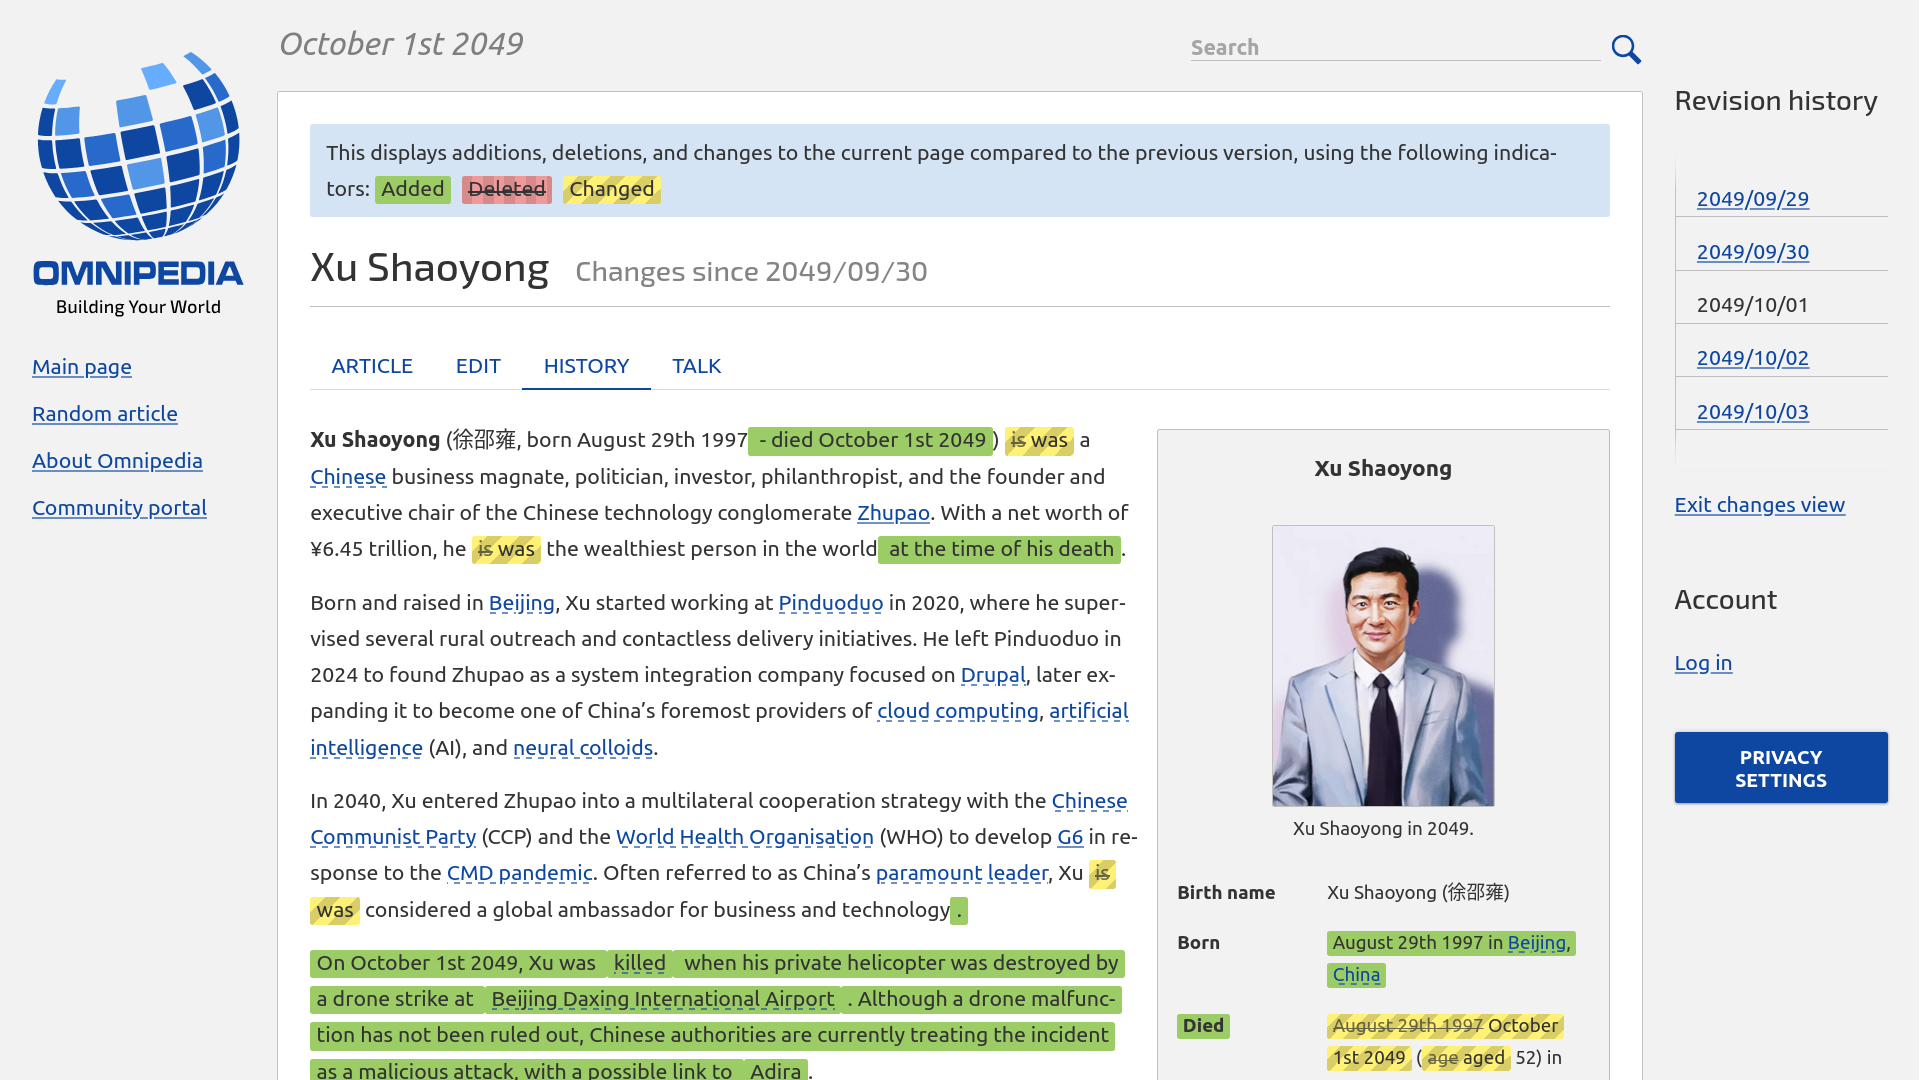 October 1st 2049
Search
OMNIPEDIA
Building Your World
Main page
Random article
About Omnipedia
Community portal
This displays additions, deletions, and changes to the current page compared to the previous version, using the following indica-
tors: Added Deleted Changed
Xu Shaoyong Changes since 2049/09/30
ARTICLE EDIT HISTORY TALK
Xu Shaoyong (徐邵雍, born August 29th 1997 - died October 1st 2049) is was a
Chinese business magnate, politician, investor, philanthropist, and the founder and
executive chair of the Chinese technology conglomerate Zhupao. With a net worth of
¥6.45 trillion, he is was the wealthiest person in the world at the time of his death.
Born and raised in Beijing, Xu started working at Pinduoduo in 2020, where he super-
vised several rural outreach and contactless delivery initiatives. He left Pinduoduo in
2024 to found Zhupao as a system integration company focused on Drupal, later ex-
panding it to become one of China’s foremost providers of cloud computing, artificial
intelligence (AI), and neural colloids.
In 2040, Xu entered Zhupao into a multilateral cooperation strategy with the Chinese
Communist Party (CCP) and the World Health Organisation (WHO) to develop G6 in re-
sponse to the CMD pandemic. Often referred to as China’s paramount leader, Xu is
was considered a global ambassador for business and technology .
On October 1st 2049, Xu was killed when his private helicopter was destroyed by
a drone strike at Beijing Daxing International Airport . Although a drone malfunc-
tion has not been ruled out, Chinese authorities are currently treating the incident
as a malicious attack, with a possible link to Adira .
Xu Shaoyong
Xu Shaoyong in 2049.
Birth name Xu Shaoyong (徐邵雍)
Born August 29th 1997 in Beijing,
China
Died August 29th 1997 October
1st 2049 (age aged 52) in
Revision history
2049/09/29
2049/09/30
2049/10/01
2049/10/02
2049/10/03
Exit changes view
Account
Log in
PRIVACY
SETTINGS